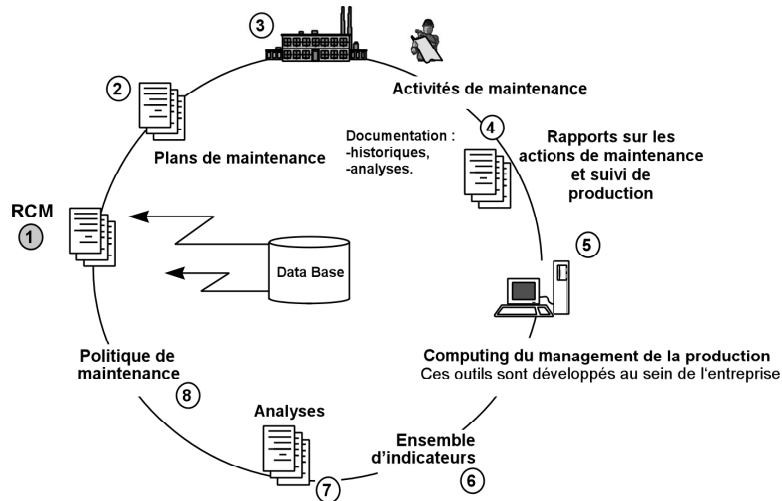 3
Activités de maintenance
2
Plans de maintenance
Documentation :
-historiques,
-analyses.
4
Rapports sur les
actions de maintenance
et suivi de
production
RCM
1
Data Base
5
Computing du management de la production
Ces outils sont développés au sein de l'entreprise
Politique de
maintenance
8
Analyses
7
Ensemble
d'indicateurs
6